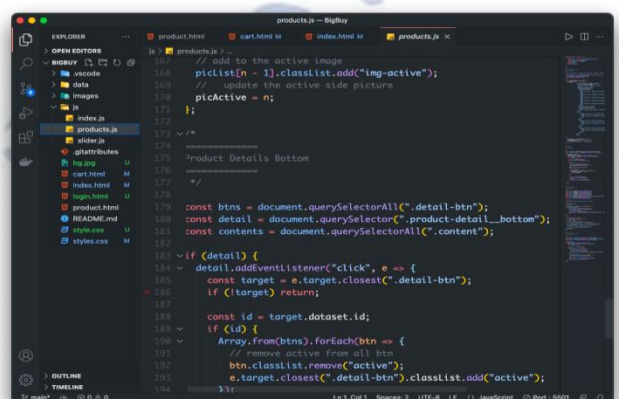 products.js — BigBuy
EXPLORER
OPEN EDITORS
BIGBUY
.vscode
data
images
js
index.js
products.js
slider.js
.gitattributes
bg.jpg U
cart.html M
index.html M
login.html U
product.html
README.md
style.css U
styles.css M
OUTLINE
TIMELINE
product.html
cart.html M
index.html M
products.js
js > products.js > ...
167 // add to the active image
168 picList[n - 1].classList.add("img-active");
169 // update the active side picture
170 picActive = n;
171 };
172
173 /*
174 =============
175 Product Details Bottom
176 =============
177 */
178
179 const btns = document.querySelectorAll(".detail-btn");
180 const detail = document.querySelector(".product-detail__bottom");
181 const contents = document.querySelectorAll(".content");
182
183 if (detail) {
184 detail.addEventListener("click", e => {
185 const target = e.target.closest(".detail-btn");
186 if (!target) return;
187
188 const id = target.dataset.id;
189 if (id) {
190 Array.from(btns).forEach(btn => {
191 // remove active from all btn
192 btn.classList.remove("active");
193 e.target.closest(".detail-btn").classList.add("active");
194 });
main* 0 0 Ln 1, Col 1 Spaces: 2 UTF-8 LF {} JavaScript Port : 5501